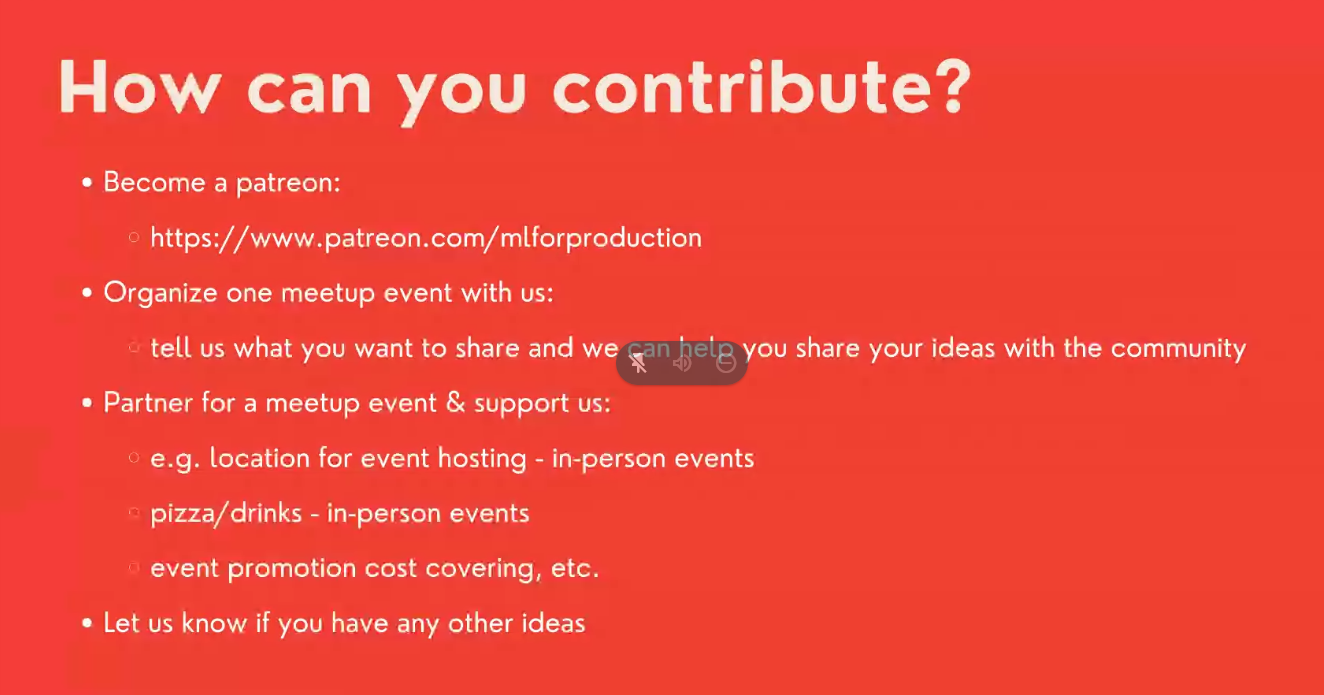 How can you contribute?
• Become a patreon:
○ https://www.patreon.com/mlforproduction
• Organize one meetup event with us:
○ tell us what you want to share and we can help you share your ideas with the community
• Partner for a meetup event & support us:
○ e.g. location for event hosting - in-person events
○ pizza/drinks - in-person events
○ event promotion cost covering, etc.
• Let us know if you have any other ideas